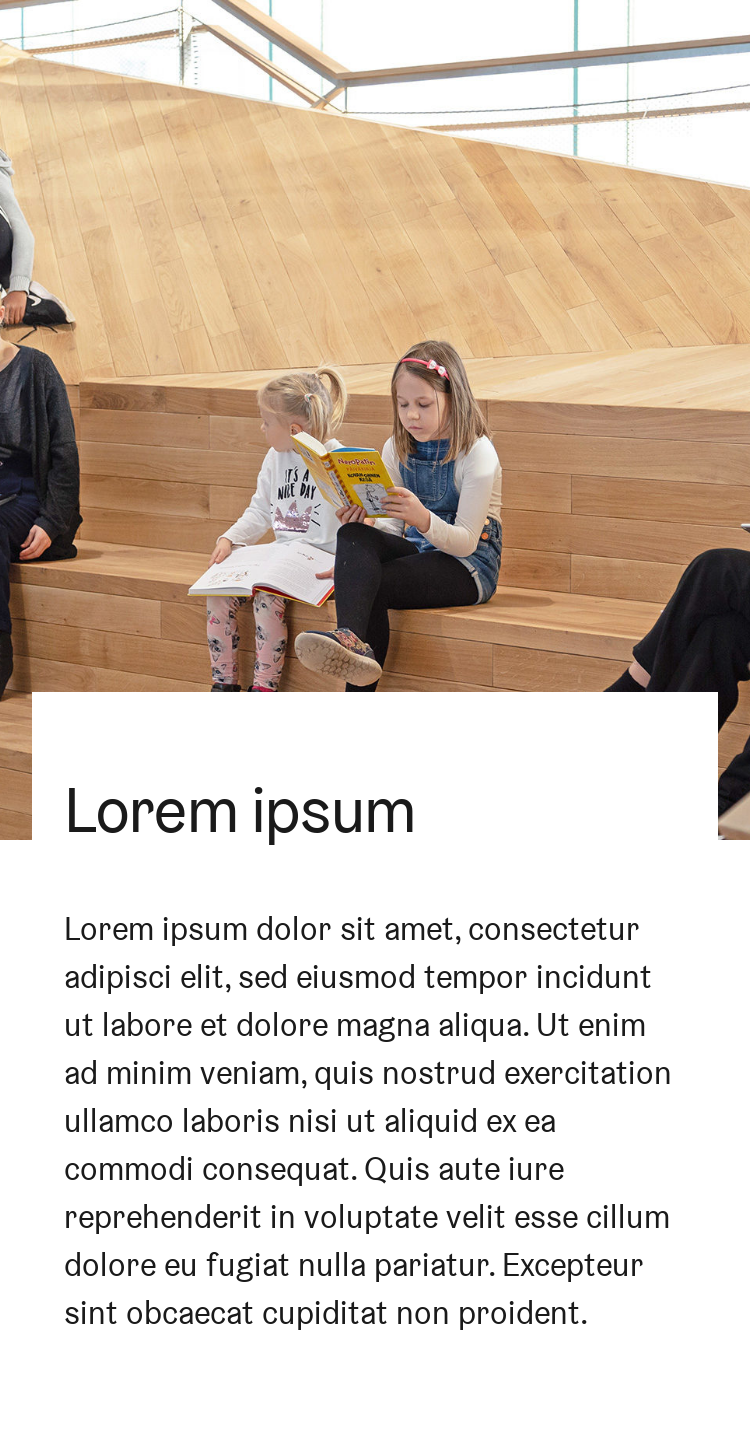 IT'S A
NICE DAY
Neropatin
Lorem ipsum
Lorem ipsum dolor sit amet, consectetur
adipisci elit, sed eiusmod tempor incidunt
ut labore et dolore magna aliqua. Ut enim
ad minim veniam, quis nostrud exercitation
ullamco laboris nisi ut aliquid ex ea
commodi consequat. Quis aute iure
reprehenderit in voluptate velit esse cillum
dolore eu fugiat nulla pariatur. Excepteur
sint obcaecat cupiditat non proident.